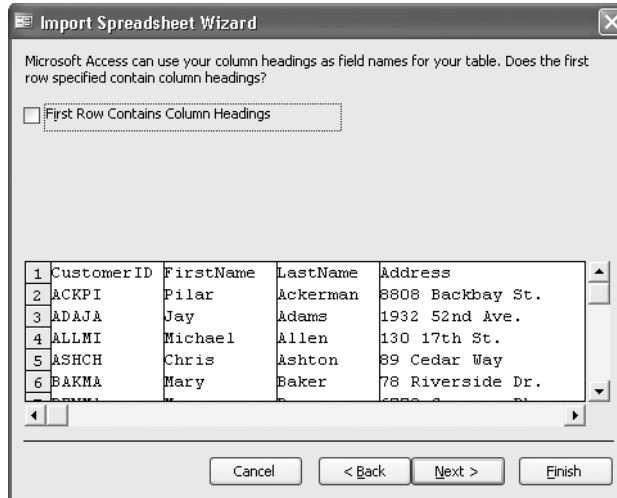 Import Spreadsheet Wizard
Microsoft Access can use your column headings as field names for your table. Does the first
row specified contain column headings?
First Row Contains Column Headings
1 CustomerID FirstName LastName Address
2 ACKPI Pilar Ackerman 8808 Backbay St.
3 ADAJA Jay Adams 1932 52nd Ave.
4 ALLMI Michael Allen 130 17th St.
5 ASHCH Chris Ashton 89 Cedar Way
6 BAKMA Mary Baker 78 Riverside Dr.
Cancel < Back Next > Finish